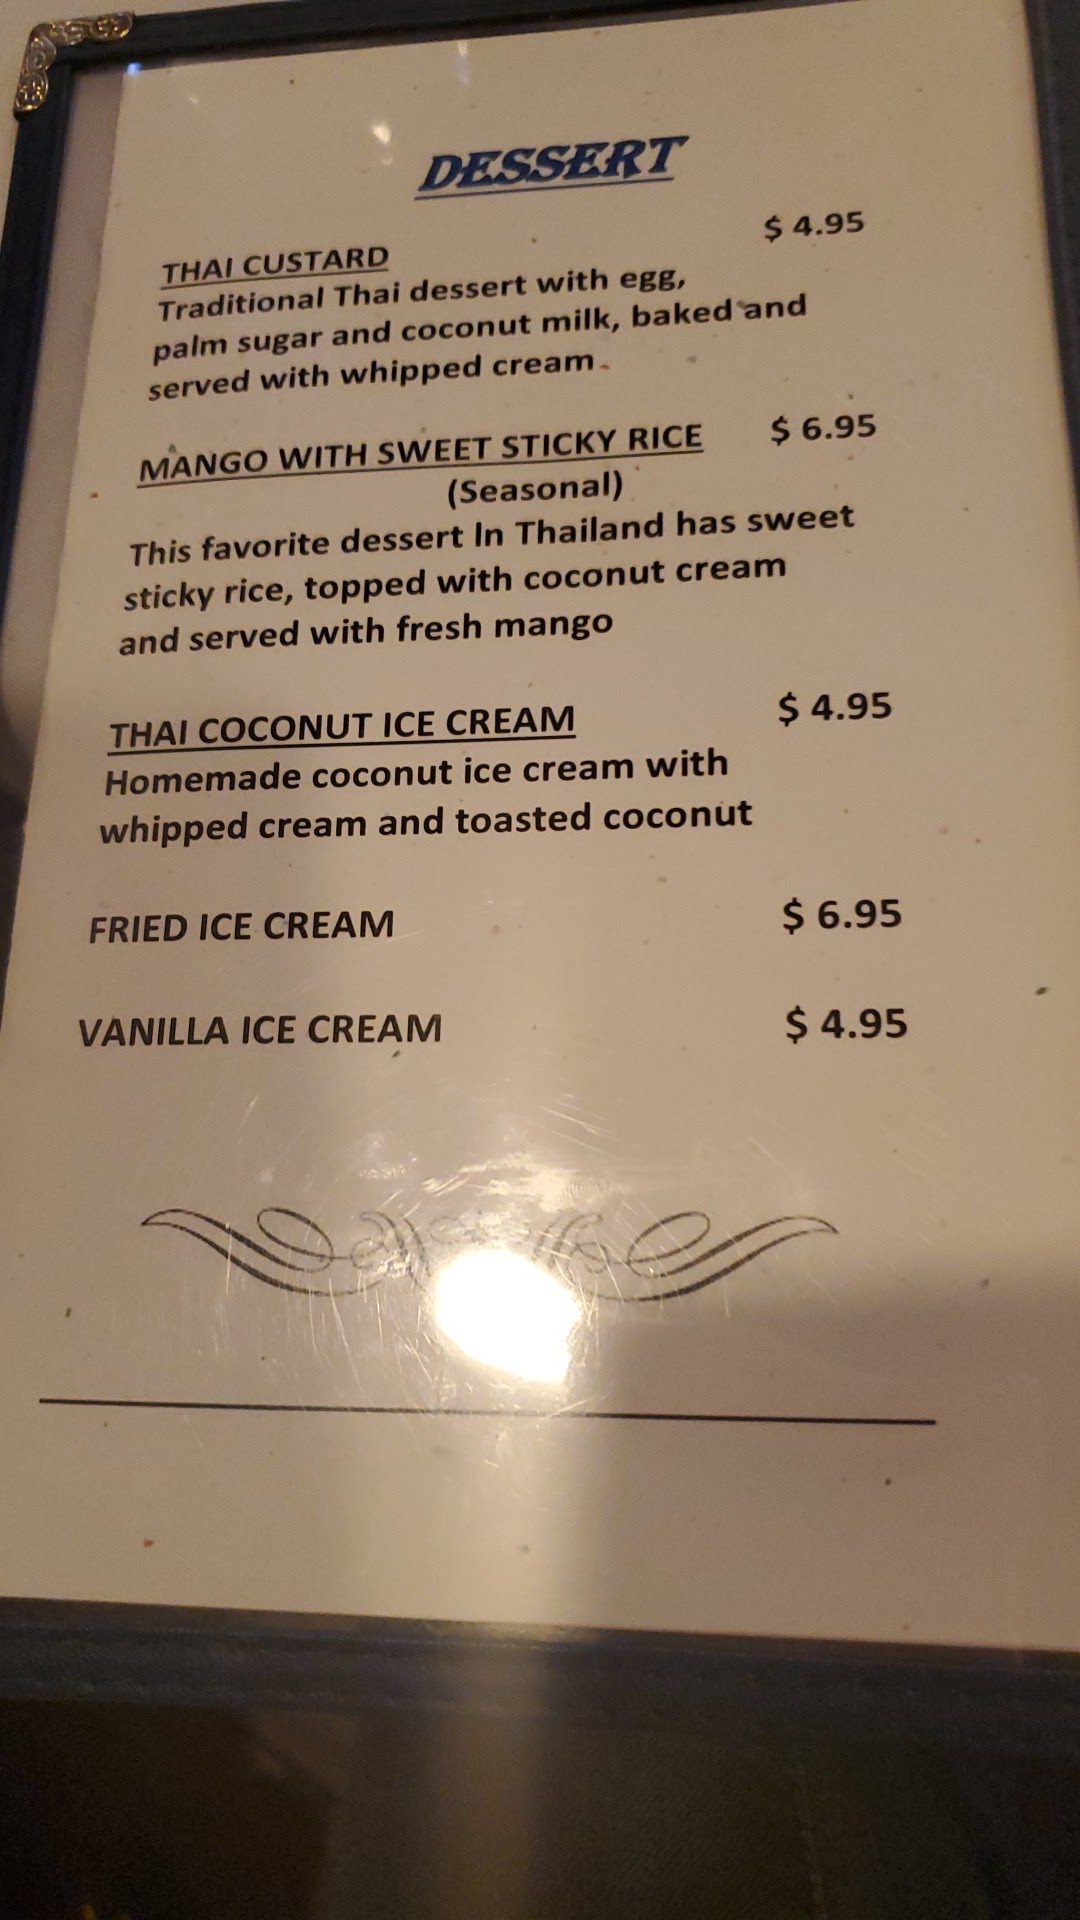 DESSERT
THAI CUSTARD $ 4.95
Traditional Thai dessert with egg,
palm sugar and coconut milk, baked and
served with whipped cream.
MANGO WITH SWEET STICKY RICE $ 6.95
(Seasonal)
This favorite dessert In Thailand has sweet
sticky rice, topped with coconut cream
and served with fresh mango
THAI COCONUT ICE CREAM $ 4.95
Homemade coconut ice cream with
whipped cream and toasted coconut
FRIED ICE CREAM $ 6.95
VANILLA ICE CREAM $ 4.95